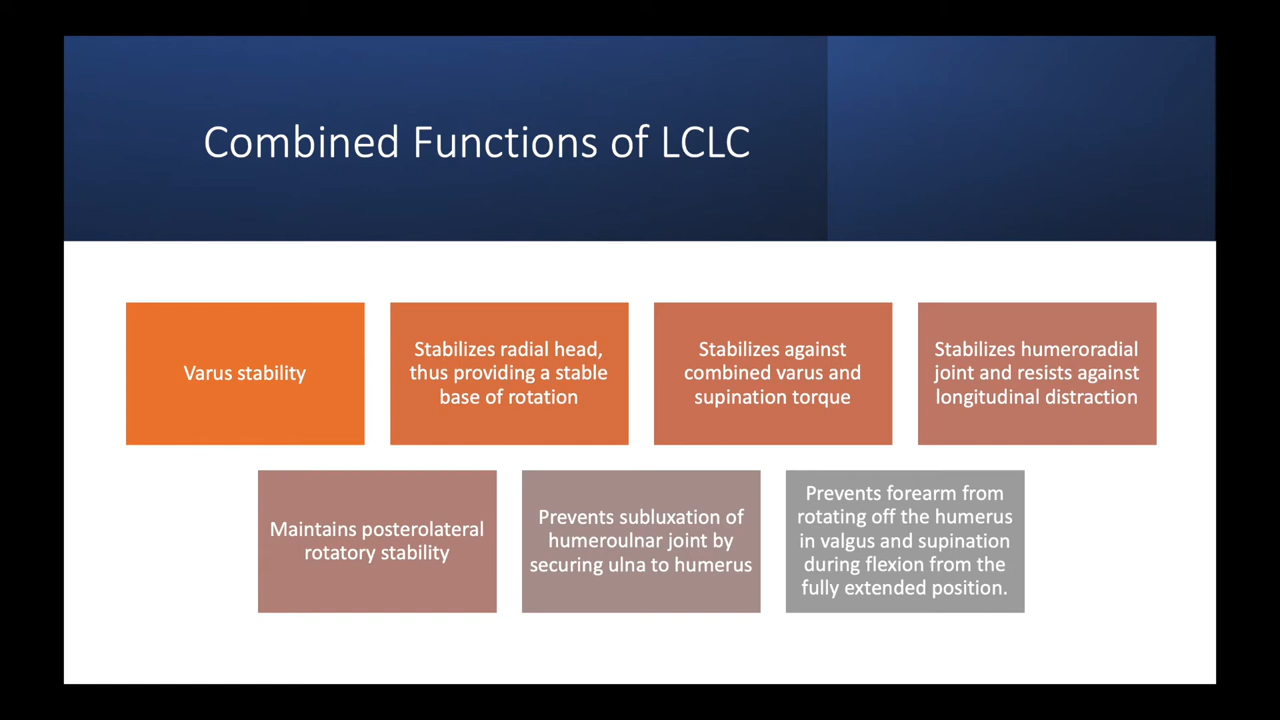 Combined Functions of LCLC
Varus stability
Stabilizes radial head,
thus providing a stable
base of rotation
Stabilizes against
combined varus and
supination torque
Stabilizes humeroradial
joint and resists against
longitudinal distraction
Maintains posterolateral
rotatory stability
Prevents subluxation of
humeroulnar joint by
securing ulna to humerus
Prevents forearm from
rotating off the humerus
in valgus and supination
during flexion from the
fully extended position.